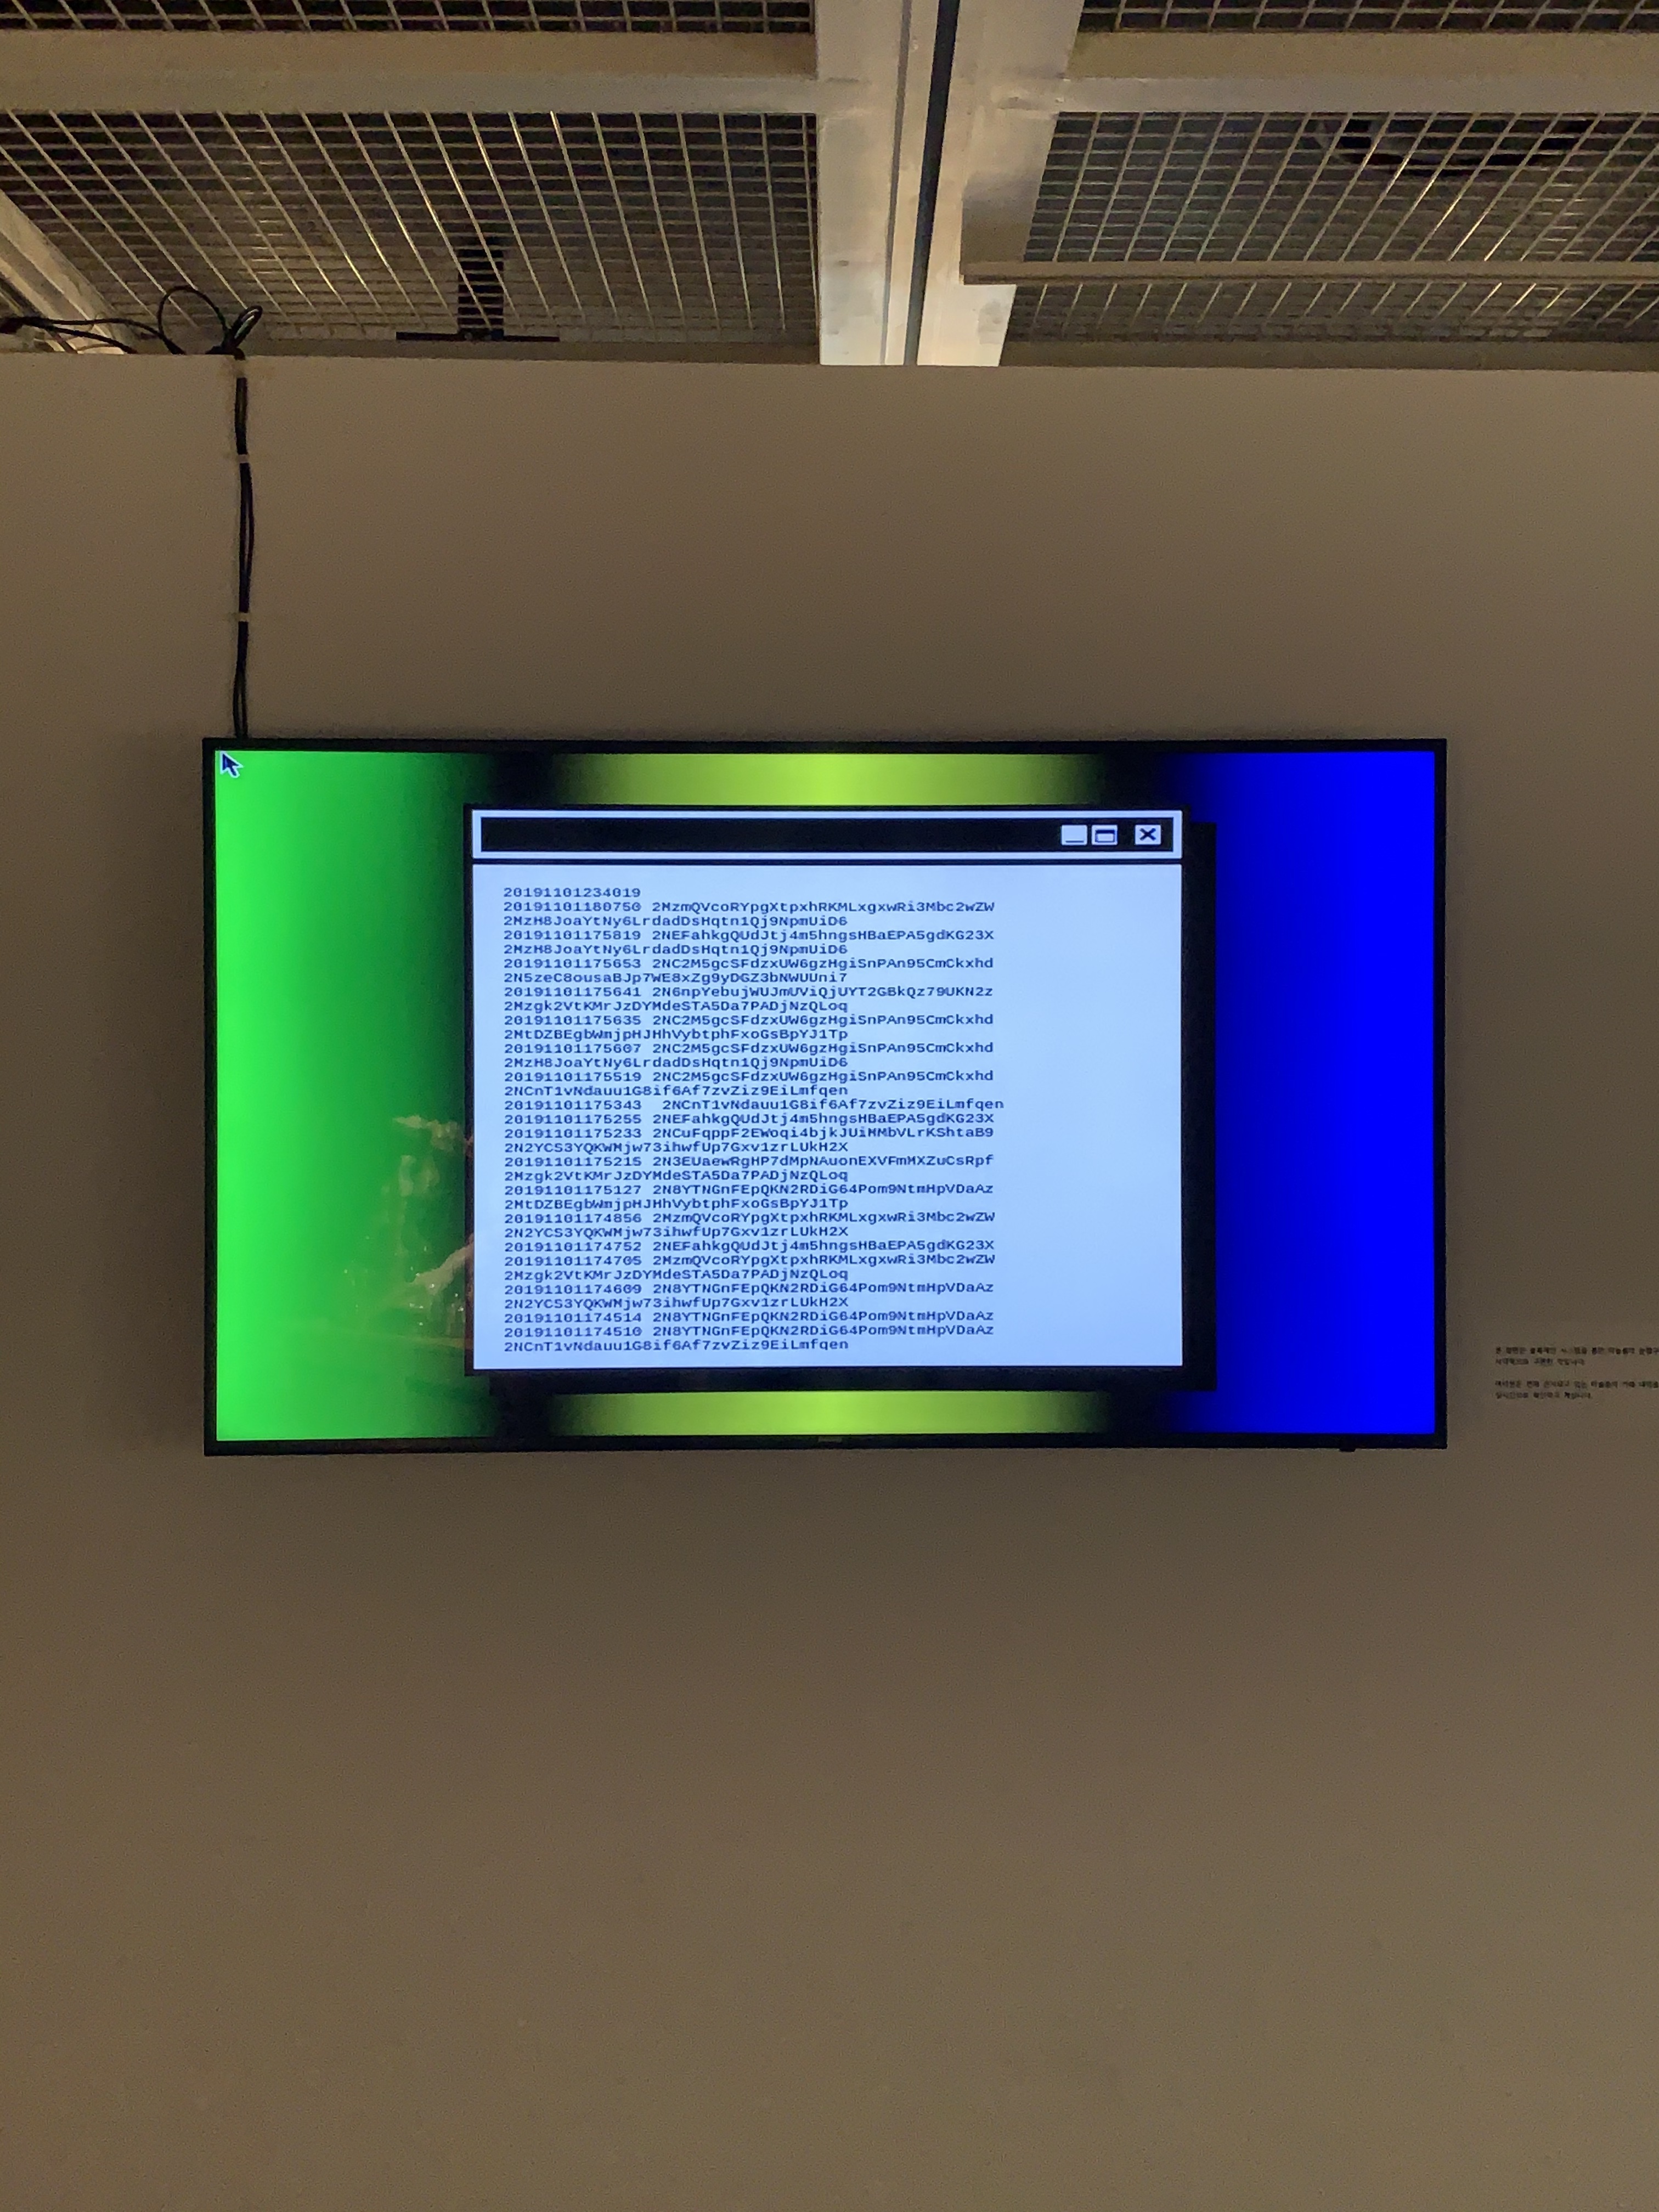 20191101234019
20191101180750 2MzmQVcoRYpgXtpxhRKMLxgxwRi3Mbc2wZW
2MzH8JoaYtNy6LrdadDsHqtn1Qj9NpmUiD6
20191101175819 2NEFahkgQUdJtj4m5hngsHBaEPA5gdKG23X
2MzH8JoaYtNy6LrdadDsHqtn1Qj9NpmUiD6
20191101175653 2NC2M5gcSFdzxUW6gzHgiSnPAn95CmCkxhd
2N5zeC8ousaBJp7WE8xZg9yDGZ3bNWUUni7
20191101175641 2N6npYebujWUJmUViQjUYT2GBkQz79UKN2z
2Mzgk2VtKMrJzDYMdeSTA5Da7PADjNzQLoq
20191101175635 2NC2M5gcSFdzxUW6gzHgiSnPAn95CmCkxhd
2MtDZBEgbWmjpHJHhVybtphFxoGsBpYJ1Tp
20191101175607 2NC2M5gcSFdzxUW6gzHgiSnPAn95CmCkxhd
2MzH8JoaYtNy6LrdadDsHqtn1Qj9NpmUiD6
20191101175519 2NC2M5gcSFdzxUW6gzHgiSnPAn95CmCkxhd
2NCnT1vNdauu1G8if6Af7zvZiz9EiLmfqen
20191101175343 2NCnT1vNdauu1G8if6Af7zvZiz9EiLmfqen
20191101175255 2NEFahkgQUdJtj4m5hngsHBaEPA5gdKG23X
20191101175233 2NCuFqppF2EWoqi4bjkJUiMMbVLrKShtaB9
2N2YCS3YQKWMjw73ihwfUp7Gxv1zrLUkH2X
20191101175215 2N3EUaewRgHP7dMpNAuonEXVFmMXZuCsRpf
2Mzgk2VtKMrJzDYMdeSTA5Da7PADjNzQLoq
20191101175127 2N8YTNGnFEpQKN2RDiG64Pom9NtmHpVDaAz
2MtDZBEgbWmjpHJHhVybtphFxoGsBpYJ1Tp
20191101174856 2MzmQVcoRYpgXtpxhRKMLxgxwRi3Mbc2wZW
2N2YCS3YQKWMjw73ihwfUp7Gxv1zrLUkH2X
20191101174752 2NEFahkgQUdJtj4m5hngsHBaEPA5gdKG23X
20191101174705 2MzmQVcoRYpgXtpxhRKMLxgxwRi3Mbc2wZW
2Mzgk2VtKMrJzDYMdeSTA5Da7PADjNzQLoq
20191101174609 2N8YTNGnFEpQKN2RDiG64Pom9NtmHpVDaAz
2N2YCS3YQKWMjw73ihwfUp7Gxv1zrLUkH2X
20191101174514 2N8YTNGnFEpQKN2RDiG64Pom9NtmHpVDaAz
20191101174510 2N8YTNGnFEpQKN2RDiG64Pom9NtmHpVDaAz
2NCnT1vNdauu1G8if6Af7zvZiz9EiLmfqen